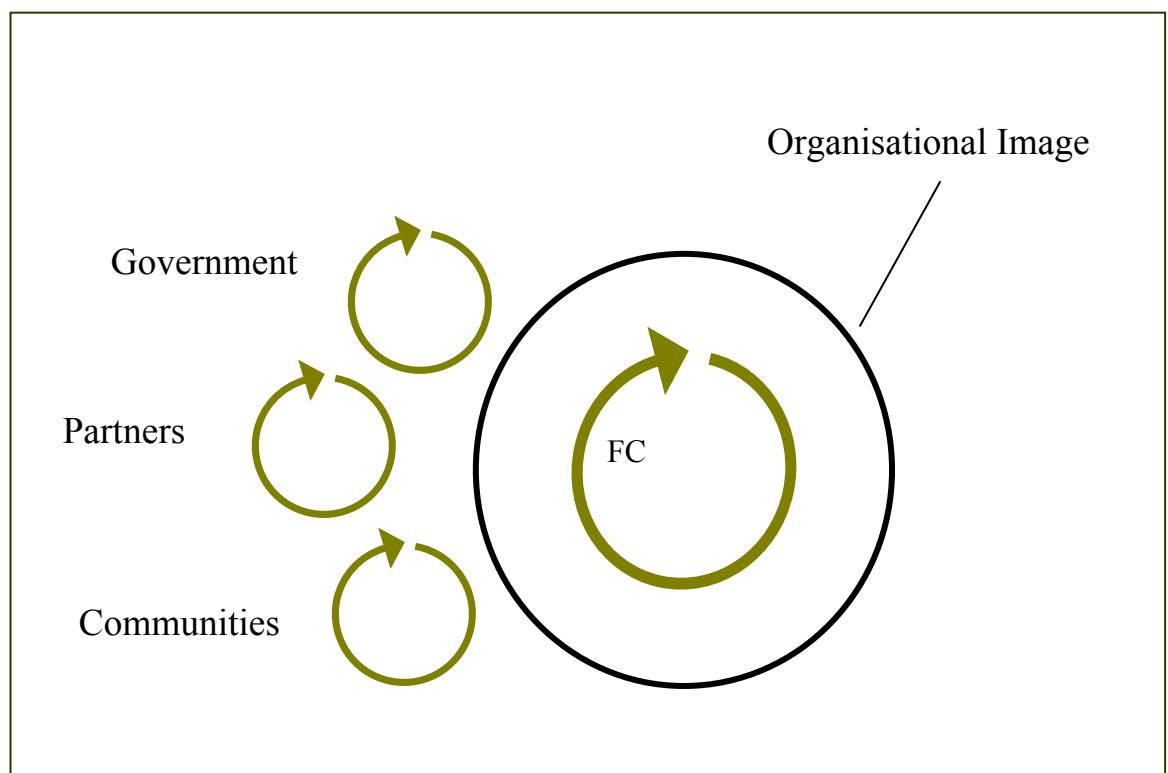 Organisational Image
Government
Partners
FC
Communities